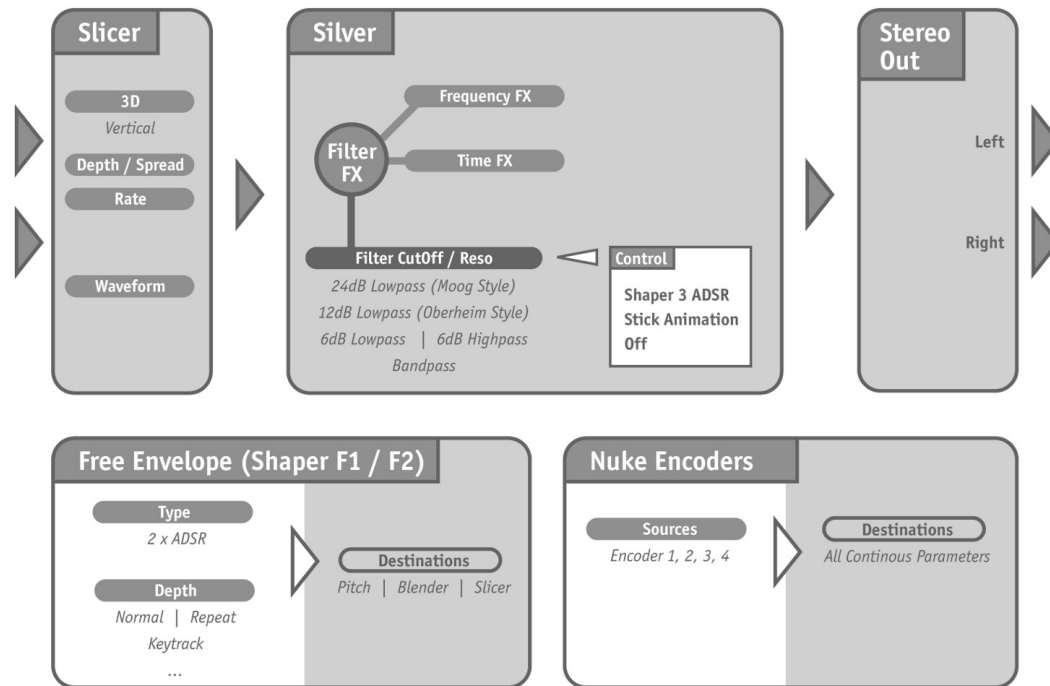 Slicer
3D
Vertical
Depth / Spread
Rate
Waveform
Silver
Frequency FX
Filter
FX
Time FX
Filter CutOff / Reso
24dB Lowpass (Moog Style)
12dB Lowpass (Oberheim Style)
6dB Lowpass | 6dB Highpass
Bandpass
Control
Shaper 3 ADSR
Stick Animation
Off
Stereo
Out
Left
Right
Free Envelope (Shaper F1 / F2)
Type
2 x ADSR
Depth
Normal | Repeat
Keytrack
...
Destinations
Pitch | Blender | Slicer
Nuke Encoders
Sources
Encoder 1, 2, 3, 4
Destinations
All Continous Parameters